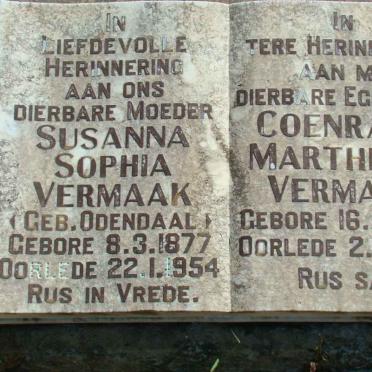 IN
LIEFDEVOLLE
HERINNERING
AAN ONS
DIERBARE MOEDER
SUSANNA
SOPHIA
VERMAAK
(GEB. ODENDAAL)
GEBORE 8.3.1877
OORLEDE 22.1.1954
RUS IN VREDE.
IN
TERE HERIN
AAN M
DIERBARE EG
COENRA
MARTH
VERMA
GEBORE 16.
OORLEDE 2.
RUS SA